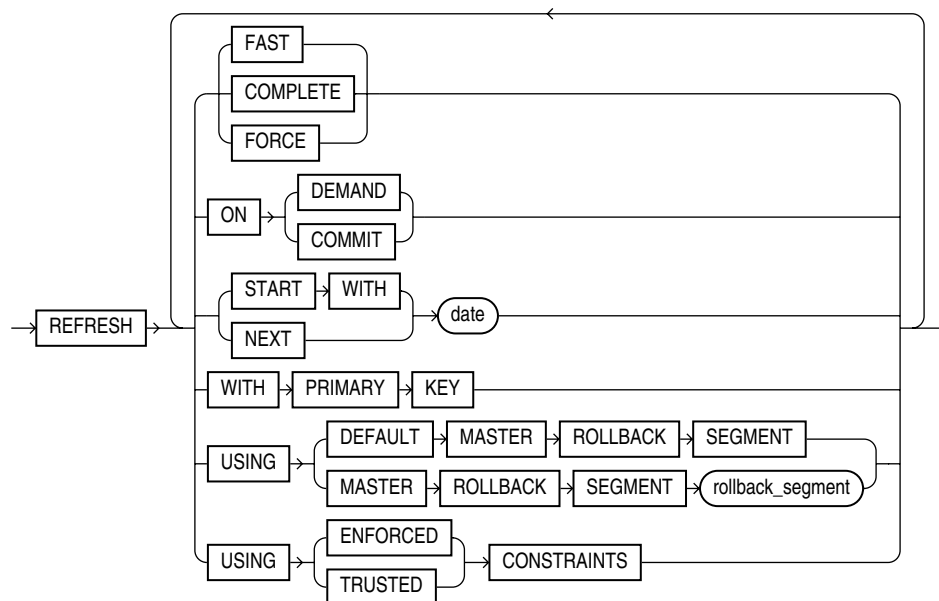 FAST
COMPLETE
FORCE
ON DEMAND
COMMIT
START WITH
NEXT
date
REFRESH
WITH PRIMARY KEY
USING DEFAULT MASTER ROLLBACK SEGMENT
MASTER ROLLBACK SEGMENT rollback_segment
USING ENFORCED
TRUSTED
CONSTRAINTS